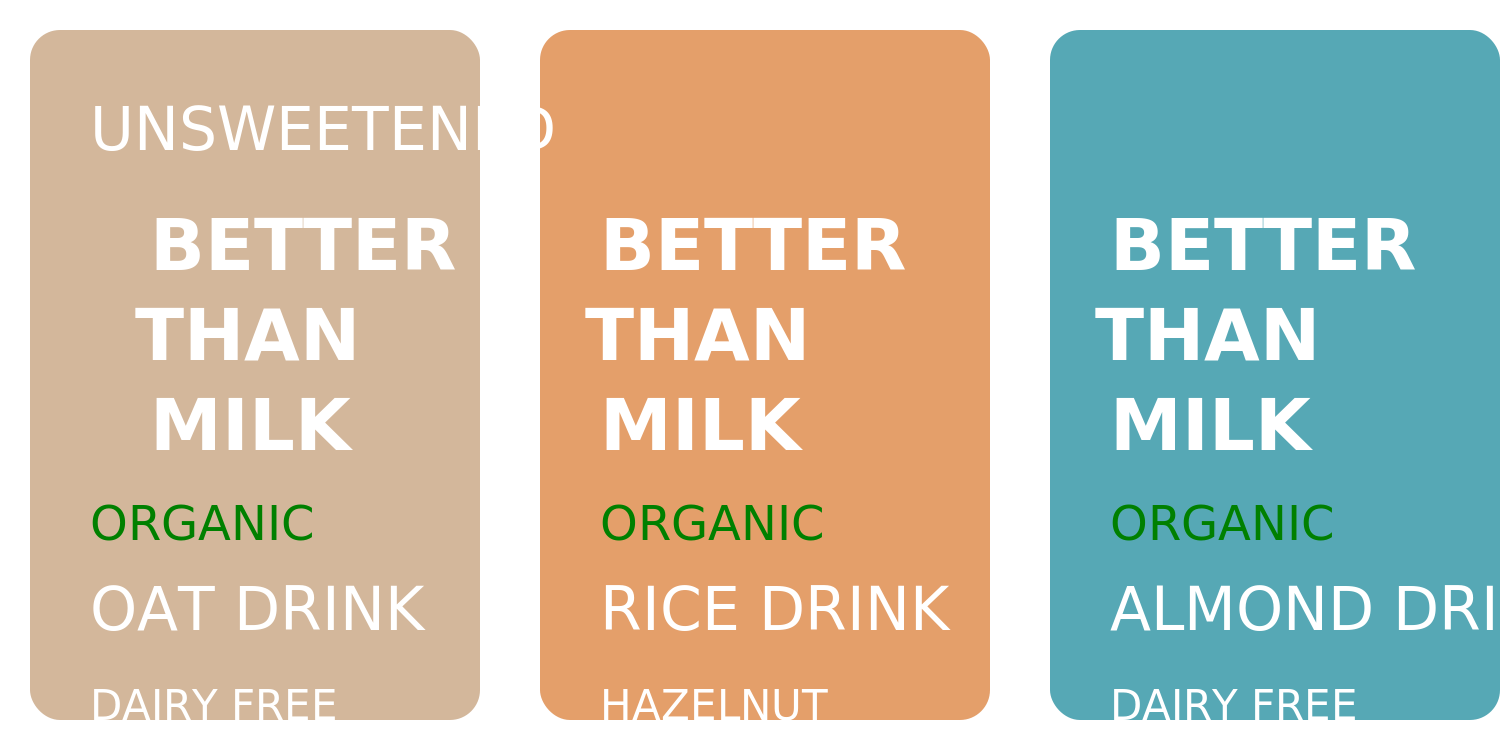 UNSWEETENED
BETTER
THAN
MILK
ORGANIC
OAT DRINK
DAIRY FREE
BETTER
THAN
MILK
ORGANIC
RICE DRINK
HAZELNUT
BETTER
THAN
MILK
ORGANIC
ALMOND DRI
DAIRY FREE